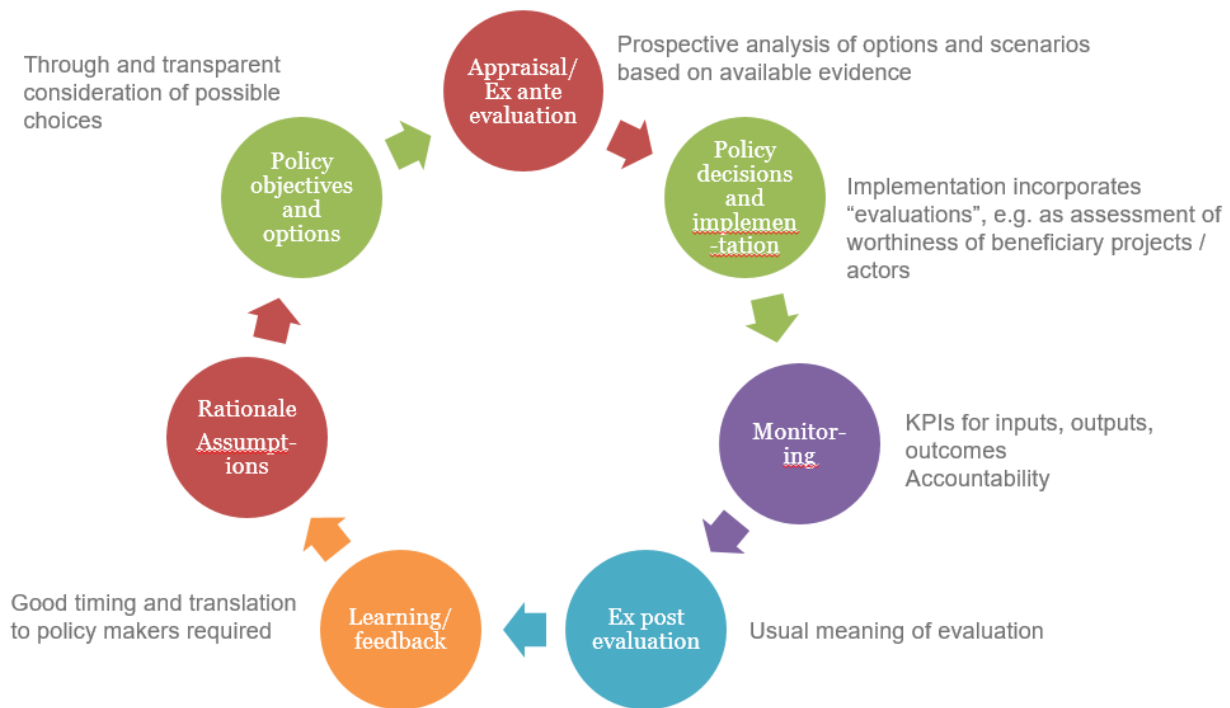 Appraisal/
Ex ante
evaluation
Prospective analysis of options and scenarios
based on available evidence
Policy
decisions
and
implemen
-tation
Implementation incorporates
“evaluations”, e.g. as assessment of
worthiness of beneficiary projects /
actors
Monitor-
ing
KPIs for inputs, outputs,
outcomes
Accountability
Ex post
evaluation
Usual meaning of evaluation
Learning/
feedback
Good timing and translation
to policy makers required
Rationale
Assumpt-
ions
Policy
objectives
and
options
Through and transparent
consideration of possible
choices